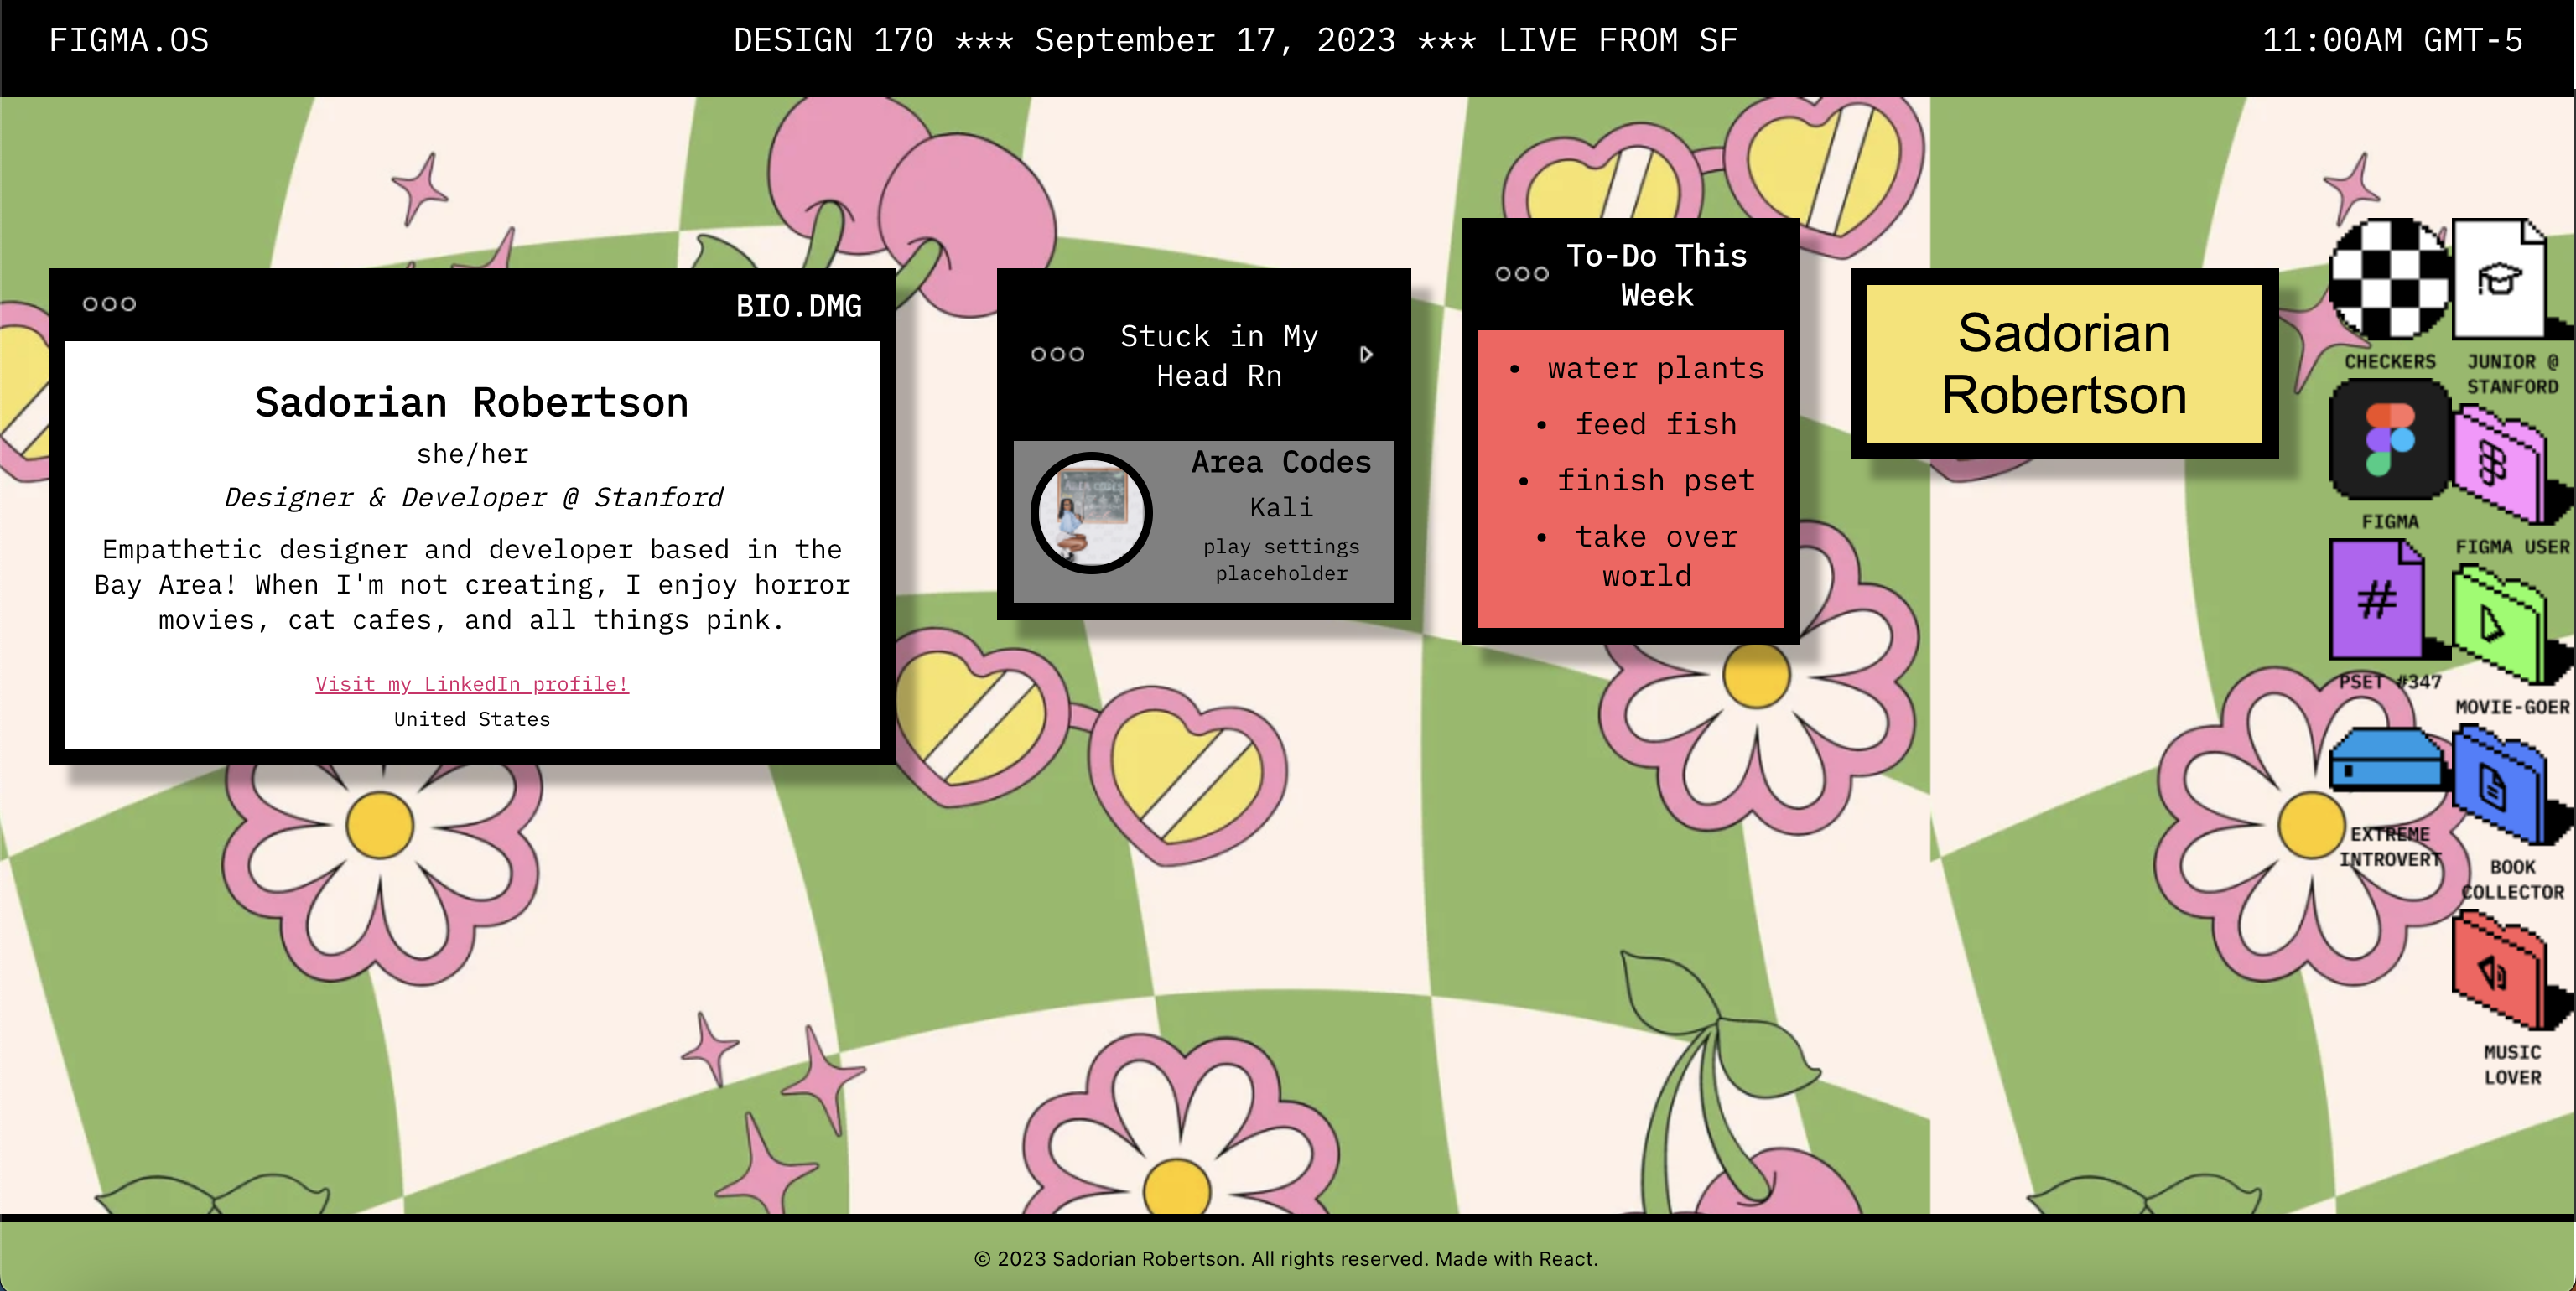 FIGMA.OS
DESIGN 170 *** September 17, 2023 *** LIVE FROM SF
11:00AM GMT-5
BIO.DMG
Sadorian Robertson
she/her
Designer & Developer @ Stanford
Empathetic designer and developer based in the
Bay Area! When I'm not creating, I enjoy horror
movies, cat cafes, and all things pink.
Visit my LinkedIn profile!
United States
Stuck in My
Head Rn
AREA CODES
Area Codes
Kali
play settings
placeholder
To-Do This
Week
• water plants
• feed fish
• finish pset
• take over
world
Sadorian
Robertson
CHECKERS
FIGMA
#
PSET #347
EXTREME
INTROVERT
JUNIOR @
STANFORD
FIGMA USER
MOVIE-GOER
BOOK
COLLECTOR
MUSIC
LOVER
© 2023 Sadorian Robertson. All rights reserved. Made with React.